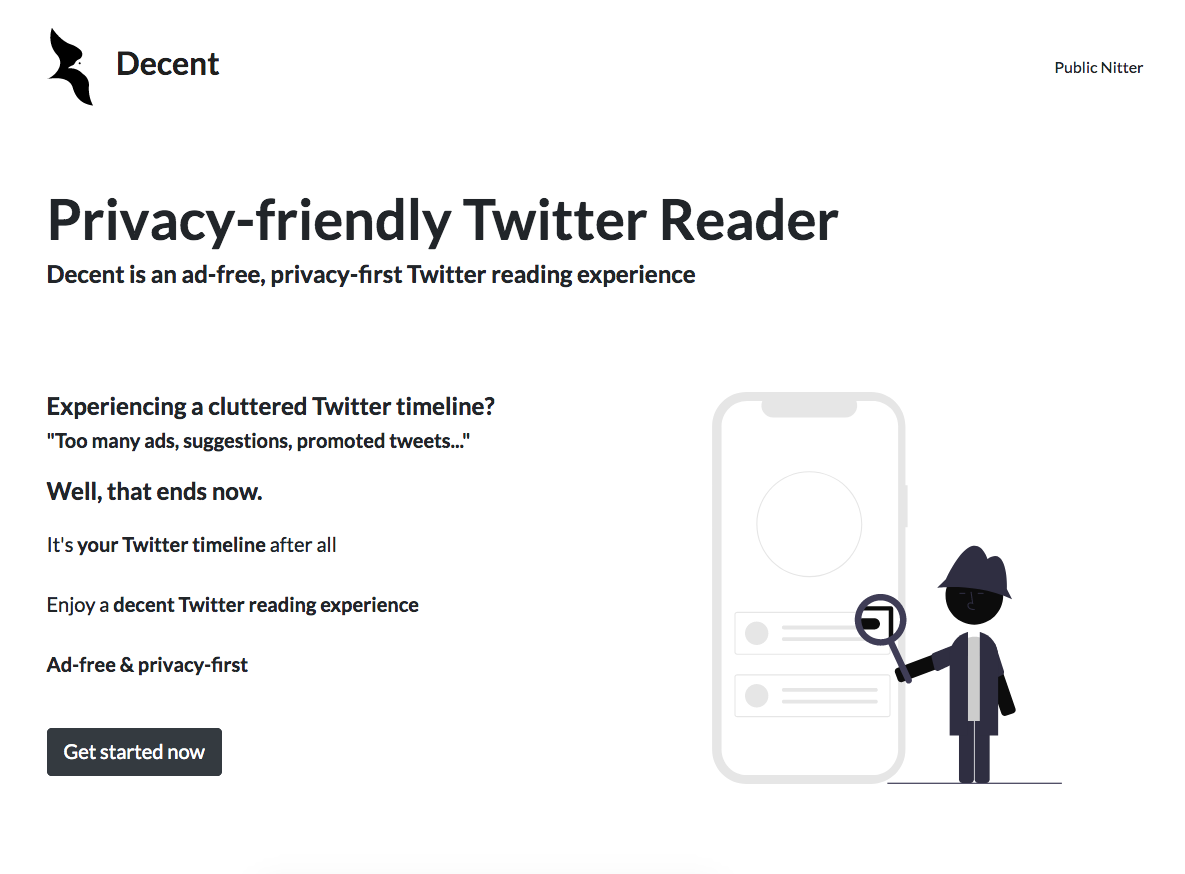 Decent
Public Nitter
Privacy-friendly Twitter Reader
Decent is an ad-free, privacy-first Twitter reading experience
Experiencing a cluttered Twitter timeline?
"Too many ads, suggestions, promoted tweets..."
Well, that ends now.
It's your Twitter timeline after all
Enjoy a decent Twitter reading experience
Ad-free & privacy-first
Get started now